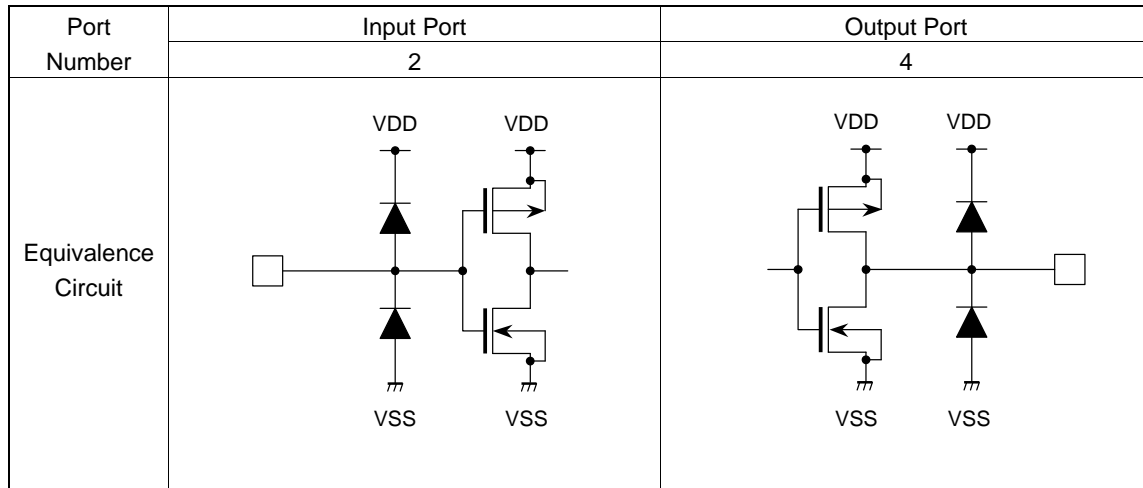 Port
Number
Input Port
Output Port
2
4
Equivalence
Circuit
VDD
VDD
VSS
VSS
VDD
VDD
VSS
VSS